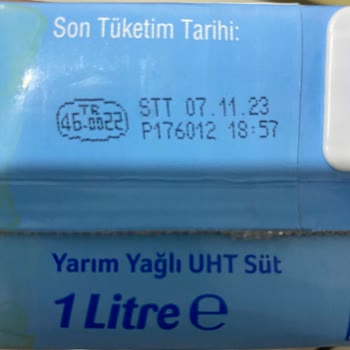 Son Tüketim Tarihi:
TR
46-0022
STT 07.11.23
P176012 18:57
Yarım Yağlı UHT Süt
1 Litre ℮